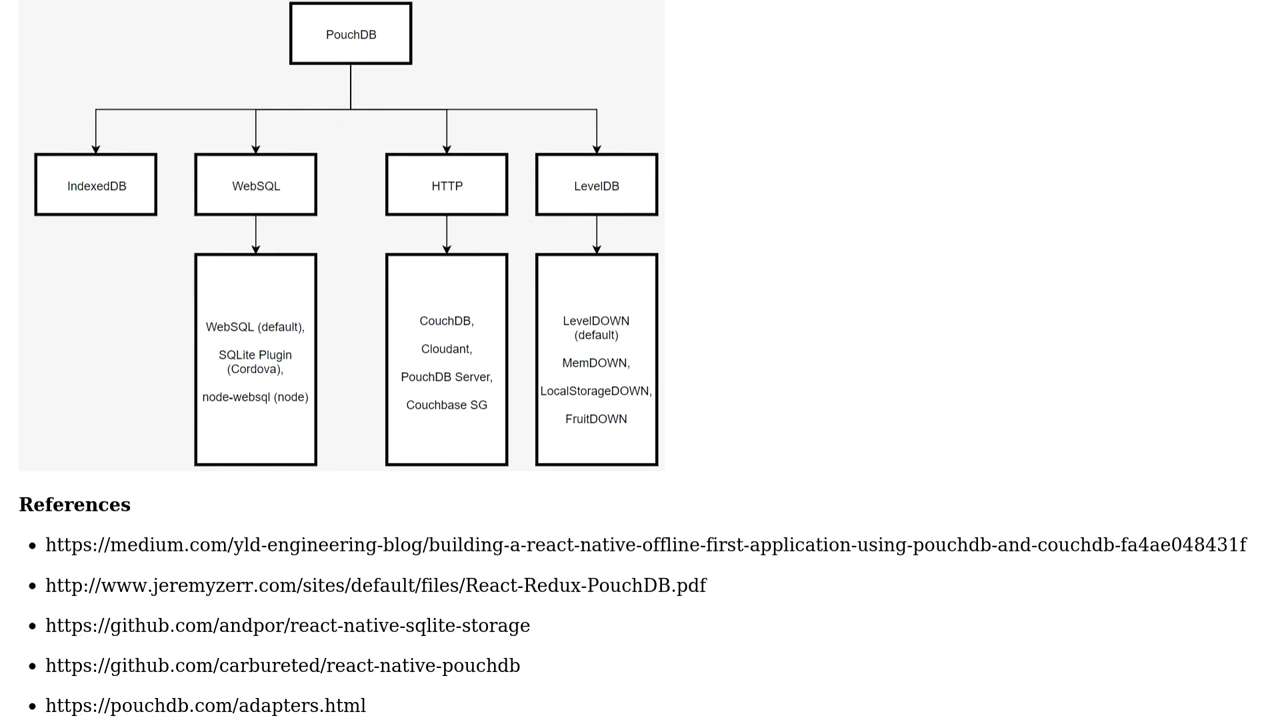 PouchDB
IndexedDB
WebSQL
HTTP
LevelDB
WebSQL (default),
SQLite Plugin
(Cordova),
node-websql (node)
CouchDB,
Cloudant,
PouchDB Server,
Couchbase SG
LevelDOWN
(default)
MemDOWN,
LocalStorageDOWN,
FruitDOWN
References
• https://medium.com/yld-engineering-blog/building-a-react-native-offline-first-application-using-pouchdb-and-couchdb-fa4ae048431f
• http://www.jeremyzerr.com/sites/default/files/React-Redux-PouchDB.pdf
• https://github.com/andpor/react-native-sqlite-storage
• https://github.com/carbureted/react-native-pouchdb
• https://pouchdb.com/adapters.html